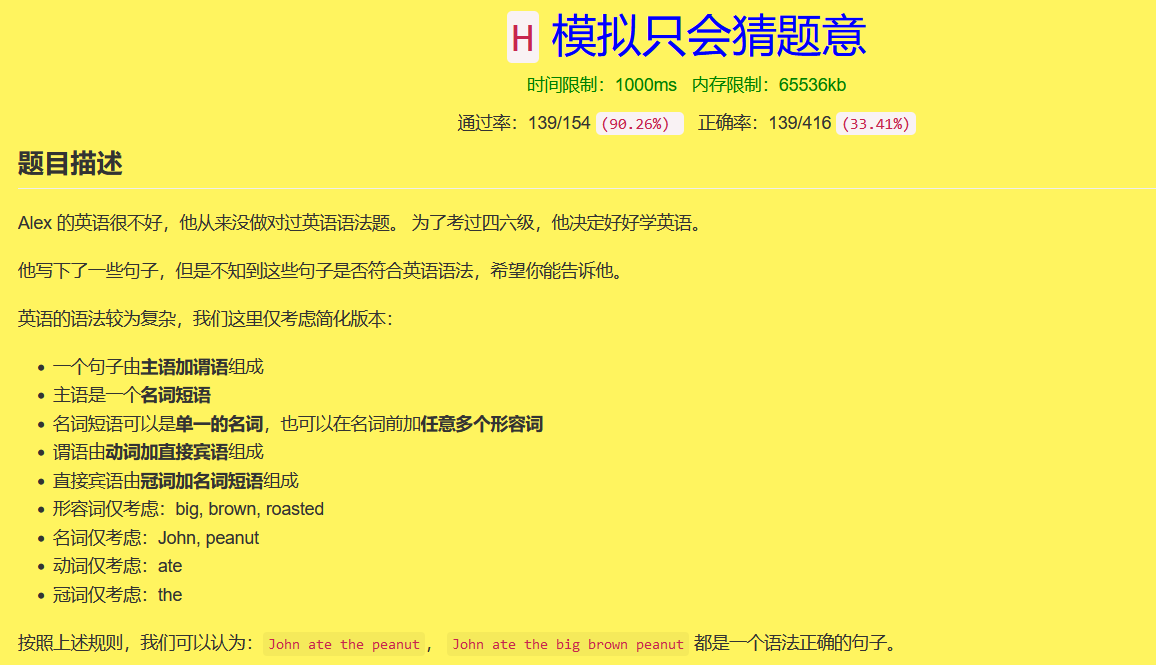 H 模拟只会猜题意
时间限制：1000ms 内存限制：65536kb
通过率：139/154 (90.26%) 正确率：139/416 (33.41%)
题目描述
Alex 的英语很不好，他从来没做对过英语语法题。 为了考过四六级，他决定好好学英语。
他写下了一些句子，但是不知到这些句子是否符合英语语法，希望你能告诉他。
英语的语法较为复杂，我们这里仅考虑简化版本：
• 一个句子由主语加谓语组成
• 主语是一个名词短语
• 名词短语可以是单一的名词，也可以在名词前加任意多个形容词
• 谓语由动词加直接宾语组成
• 直接宾语由冠词加名词短语组成
• 形容词仅考虑：big, brown, roasted
• 名词仅考虑：John, peanut
• 动词仅考虑：ate
• 冠词仅考虑：the
按照上述规则，我们可以认为：John ate the peanut，John ate the big brown peanut 都是一个语法正确的句子。